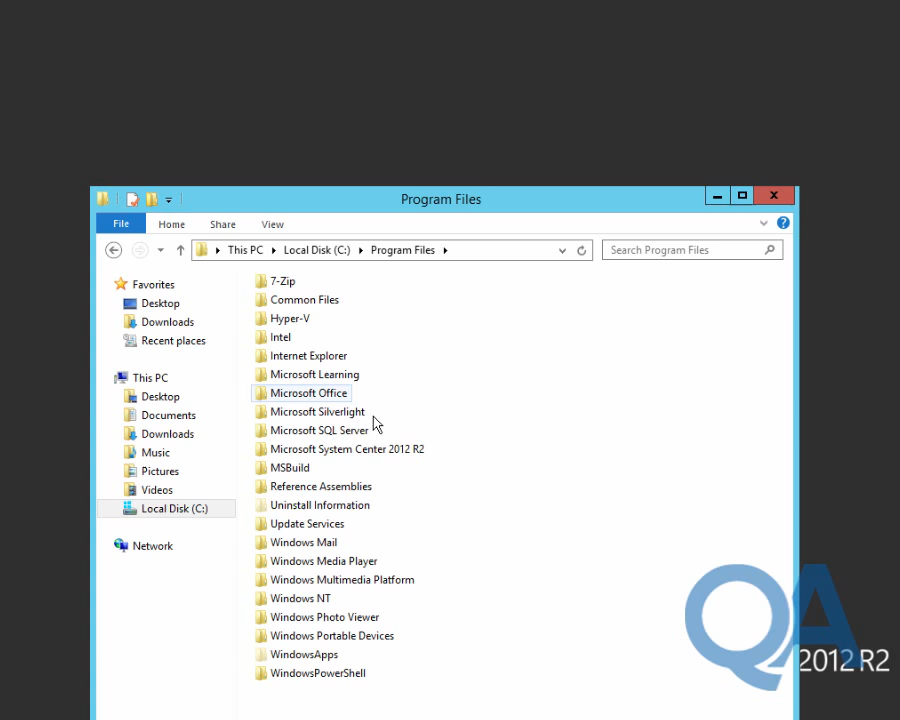 Program Files
File Home Share View
This PC Local Disk (C:) Program Files
Search Program Files
Favorites
Desktop
Downloads
Recent places
This PC
Desktop
Documents
Downloads
Music
Pictures
Videos
Local Disk (C:)
Network
7-Zip
Common Files
Hyper-V
Intel
Internet Explorer
Microsoft Learning
Microsoft Office
Microsoft Silverlight
Microsoft SQL Server
Microsoft System Center 2012 R2
MSBuild
Reference Assemblies
Uninstall Information
Update Services
Windows Mail
Windows Media Player
Windows Multimedia Platform
Windows NT
Windows Photo Viewer
Windows Portable Devices
WindowsApps
WindowsPowerShell
QA
2012 R2